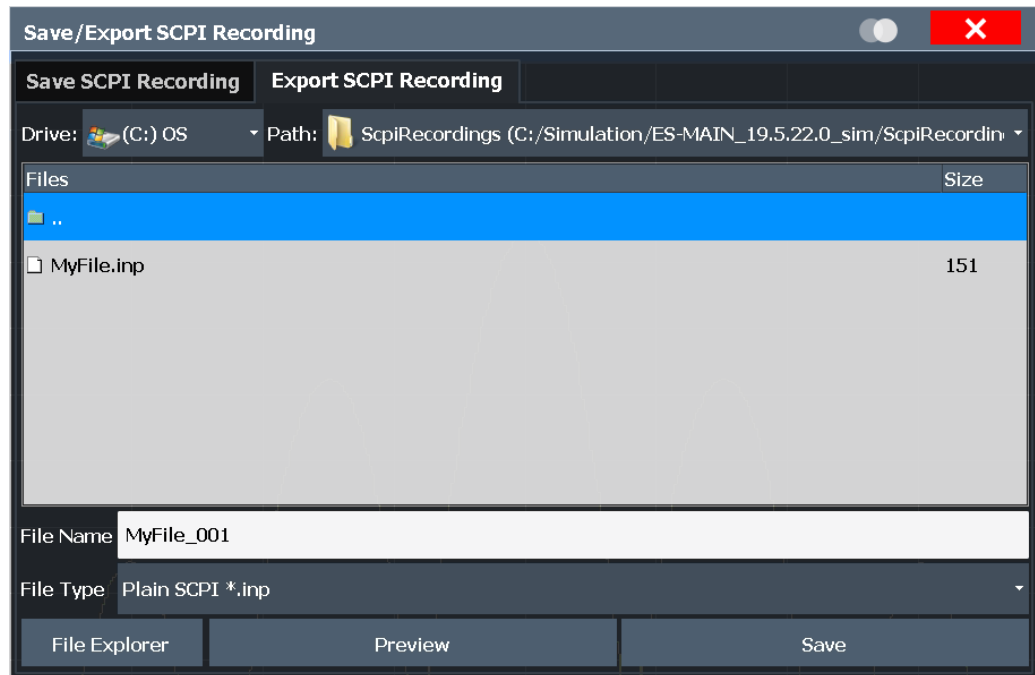 Save/Export SCPI Recording
Save SCPI Recording Export SCPI Recording
Drive: (C:) OS Path: ScpiRecordings (C:/Simulation/ES-MAIN_19.5.22.0_sim/ScpiRecordin
Files Size
..
MyFile.inp 151
File Name MyFile_001
File Type Plain SCPI *.inp
File Explorer Preview Save